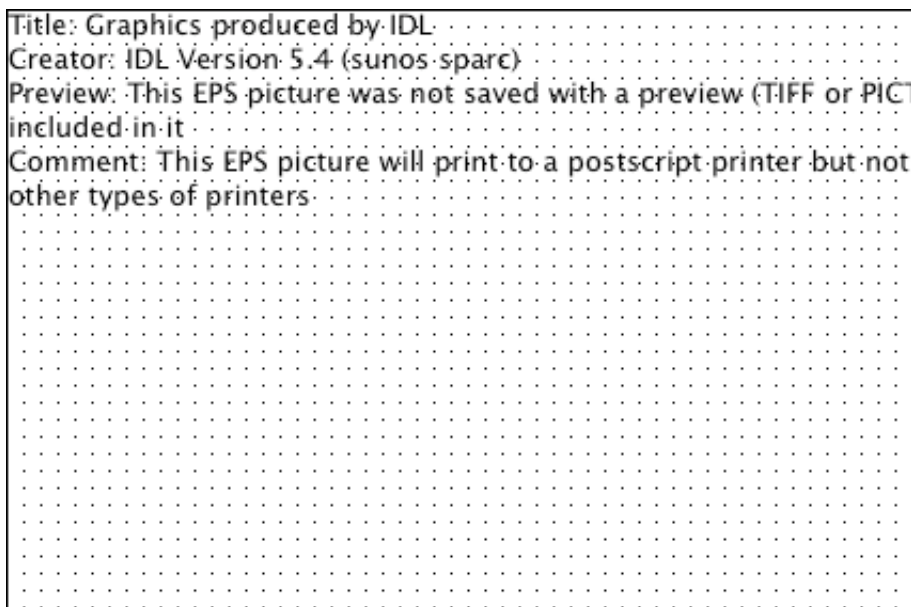 Title: Graphics produced by IDL
Creator: IDL Version 5.4 (sunos sparc)
Preview: This EPS picture was not saved with a preview (TIFF or PICT
included in it
Comment: This EPS picture will print to a postscript printer but not
other types of printers